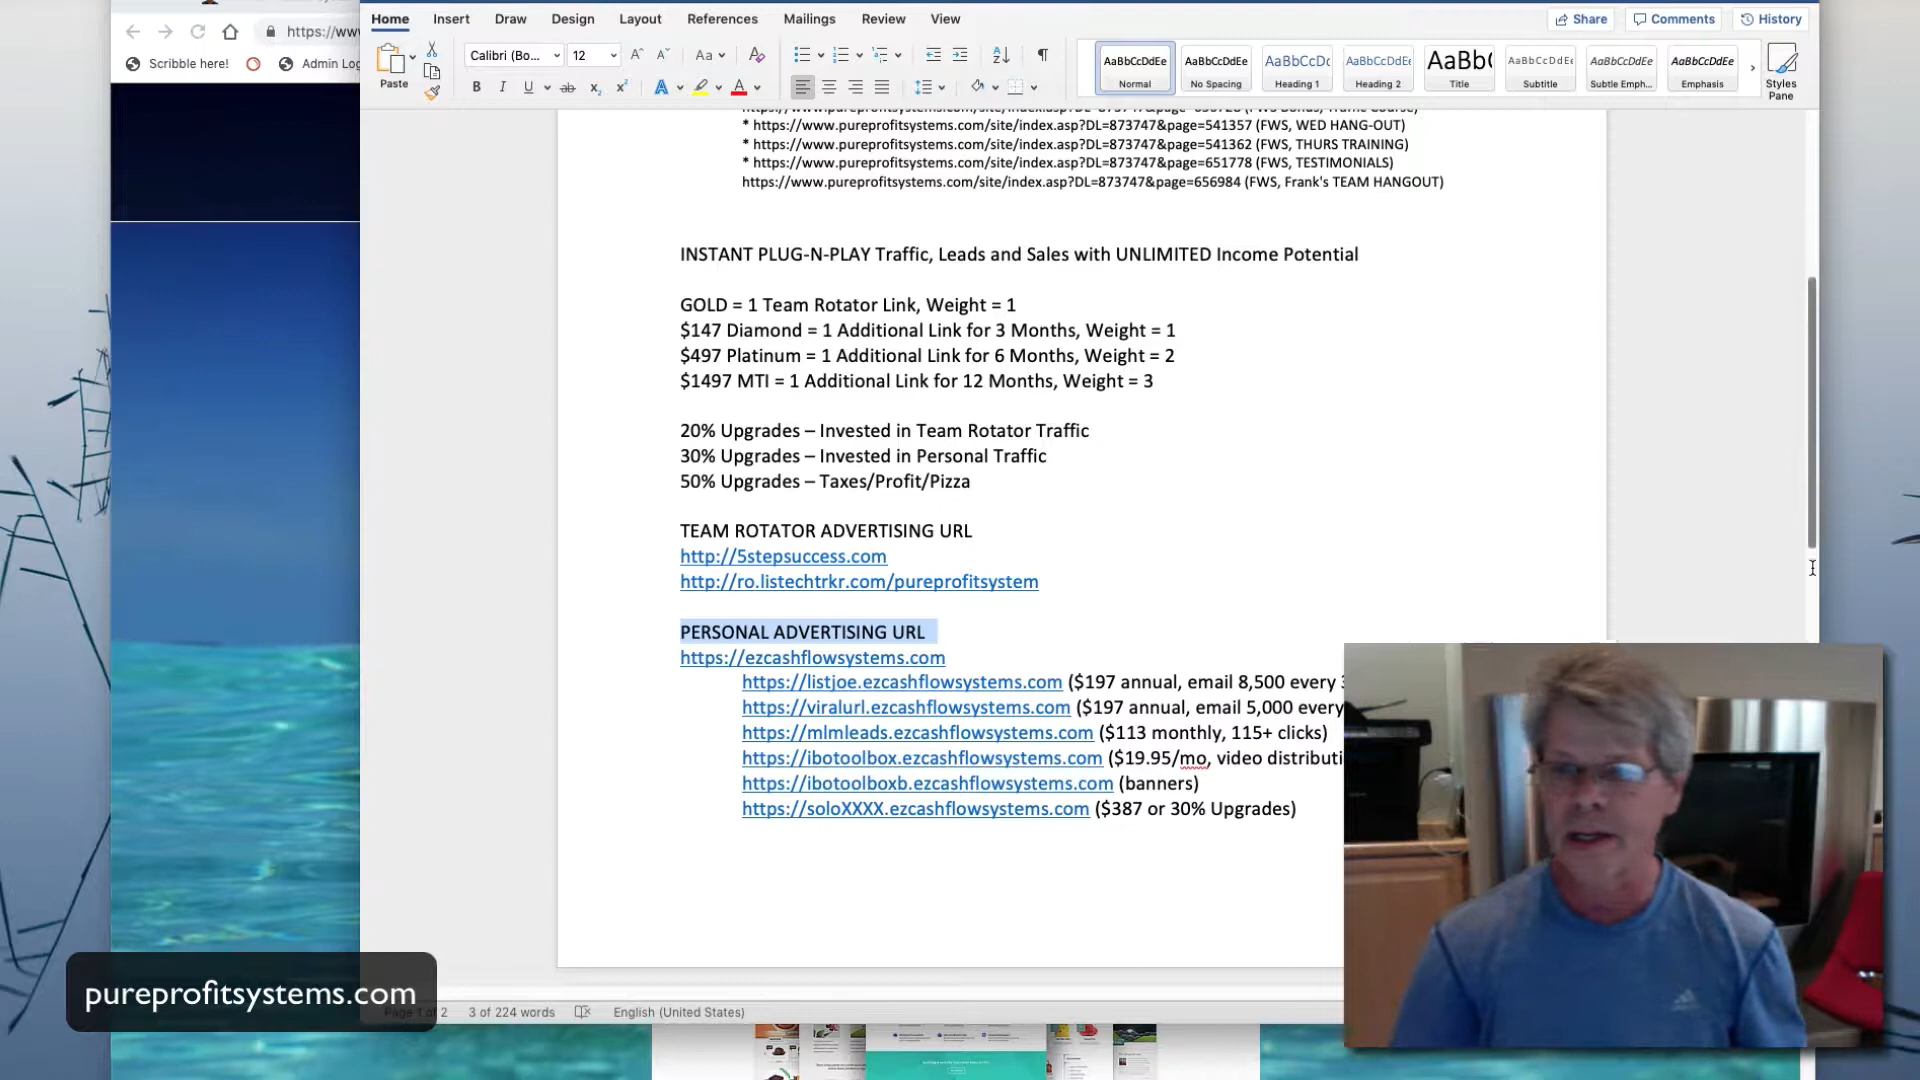 https://www
Scribble here!
Admin Log
Home Insert Draw Design Layout References Mailings Review View
Share Comments History
Paste
Calibri (Bo... 12
Aa
B I U ab x₂ x² A A
AaBbCcDdEe AaBbCcDdEe AaBbCcDc AaBbCcDdEe AaBbC AaBbCcDdEe AaBbCcDdEe AaBbCcDdEe
Normal No Spacing Heading 1 Heading 2 Title Subtitle Subtle Emph... Emphasis
Styles
Pane
* https://www.pureprofitsystems.com/site/index.asp?DL=873747&page=541357 (FWS, WED HANG-OUT)
* https://www.pureprofitsystems.com/site/index.asp?DL=873747&page=541362 (FWS, THURS TRAINING)
* https://www.pureprofitsystems.com/site/index.asp?DL=873747&page=651778 (FWS, TESTIMONIALS)
https://www.pureprofitsystems.com/site/index.asp?DL=873747&page=656984 (FWS, Frank's TEAM HANGOUT)
INSTANT PLUG-N-PLAY Traffic, Leads and Sales with UNLIMITED Income Potential
GOLD = 1 Team Rotator Link, Weight = 1
$147 Diamond = 1 Additional Link for 3 Months, Weight = 1
$497 Platinum = 1 Additional Link for 6 Months, Weight = 2
$1497 MTI = 1 Additional Link for 12 Months, Weight = 3
20% Upgrades – Invested in Team Rotator Traffic
30% Upgrades – Invested in Personal Traffic
50% Upgrades – Taxes/Profit/Pizza
TEAM ROTATOR ADVERTISING URL
http://5stepsuccess.com
http://ro.listechtrkr.com/pureprofitsystem
PERSONAL ADVERTISING URL
https://ezcashflowsystems.com
https://listjoe.ezcashflowsystems.com ($197 annual, email 8,500 every 3
https://viralurl.ezcashflowsystems.com ($197 annual, email 5,000 every
https://mlmleads.ezcashflowsystems.com ($113 monthly, 115+ clicks)
https://ibotoolbox.ezcashflowsystems.com ($19.95/mo, video distributi
https://ibotoolboxb.ezcashflowsystems.com (banners)
https://soloXXXX.ezcashflowsystems.com ($387 or 30% Upgrades)
pureprofitsystems.com
Page 1 of 2 3 of 224 words English (United States)